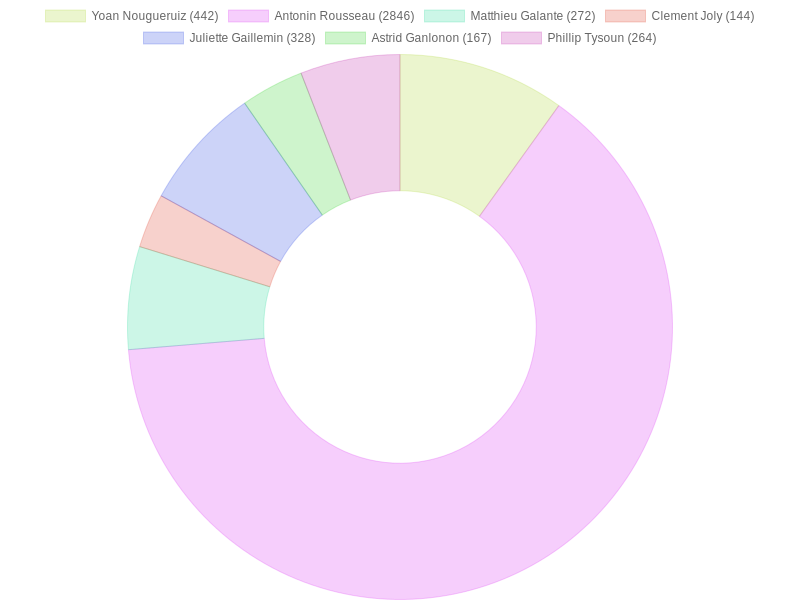 Yoan Nougueruiz (442) Antonin Rousseau (2846) Matthieu Galante (272) Clement Joly (144)
Juliette Gaillemin (328) Astrid Ganlonon (167) Phillip Tysoun (264)